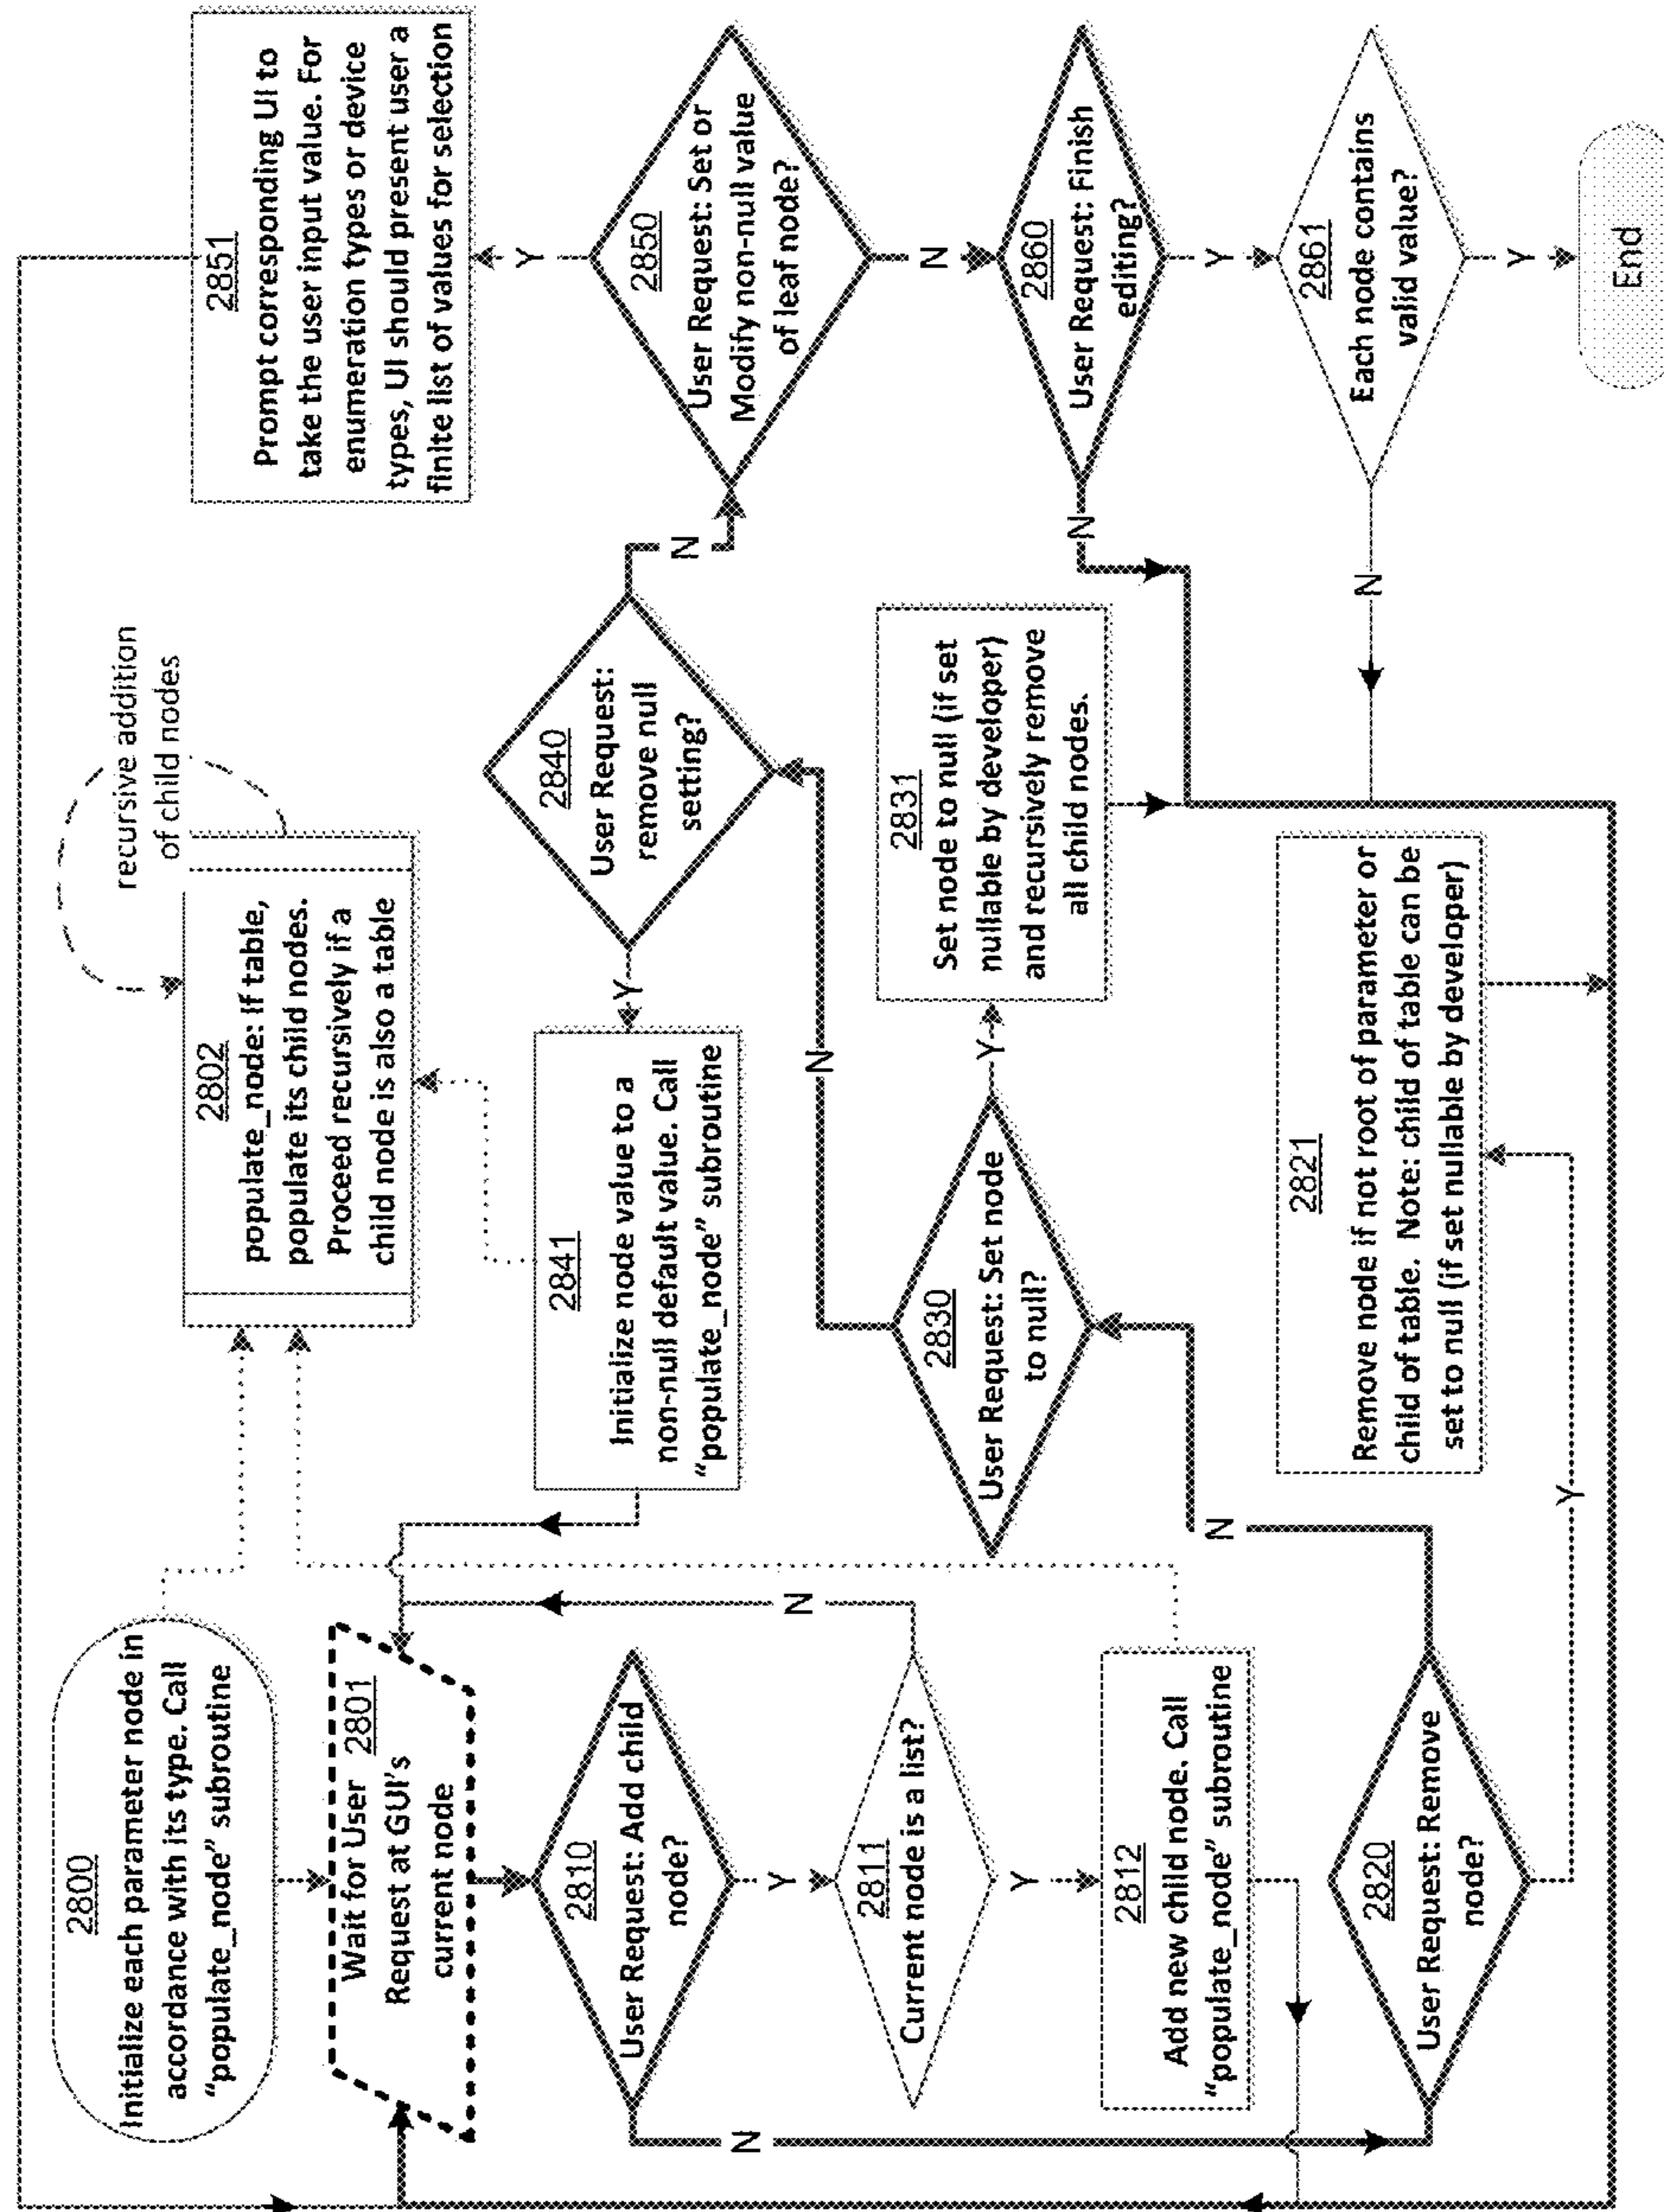 2800
Initialize each parameter node in
accordance with its type. Call
“populate_node” subroutine
Wait for User 2801
Request at GUI's
current node
2810
User Request: Add child
node?
Y
N
2811
Current node is a list?
N
Y
2812
Add new child node. Call
“populate_node” subroutine
2820
User Request: Remove
node?
N
Y
2802
populate_node: If table,
populate its child nodes.
Proceed recursively if a
child node is also a table
recursive addition
of child nodes
2841
Initialize node value to a
non-null default value. Call
“populate_node” subroutine
Y
2840
User Request:
remove null
setting?
N
N
2830
User Request: Set node
to null?
Y
2831
Set node to null (if set
nullable by developer)
and recursively remove
all child nodes.
2821
Remove node if not root of parameter or
child of table. Note: child of table can be
set to null (if set nullable by developer)
2851
Prompt corresponding UI to
take the user input value. For
enumeration types or device
types, UI should present user a
finite list of values for selection
Y
2850
User Request: Set or
Modify non-null value
of leaf node?
N
2860
User Request: Finish
editing?
N
Y
2861
Each node contains
valid value?
N
Y
End